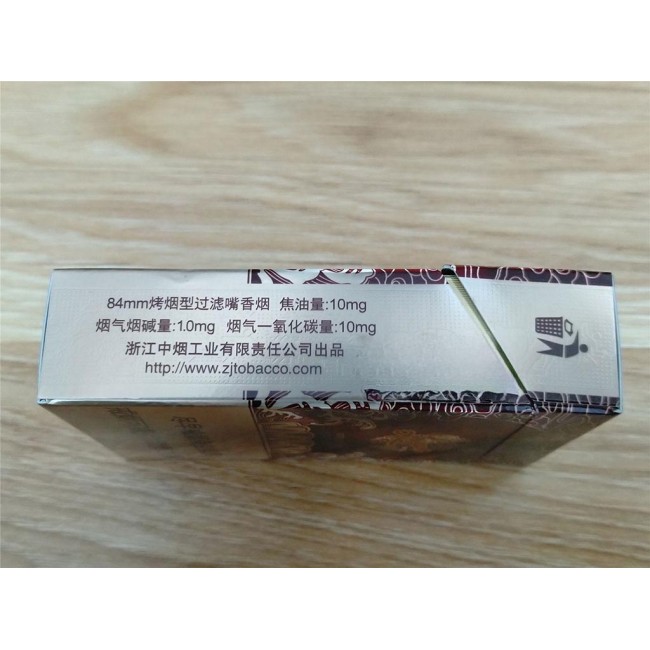 84mm烤烟型过滤嘴香烟 焦油量:10mg
烟气烟碱量:1.0mg 烟气一氧化碳量:10mg
浙江中烟工业有限责任公司出品
http://www.zjtobacco.com